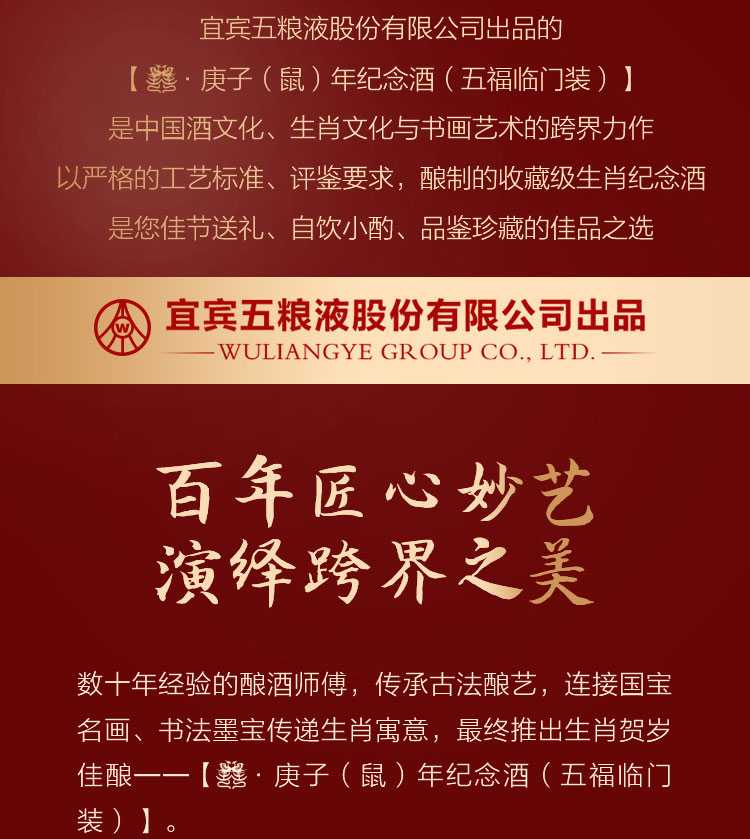 宜宾五粮液股份有限公司出品的
【 · 庚子（鼠）年纪念酒（五福临门装）】
是中国酒文化、生肖文化与书画艺术的跨界力作
以严格的工艺标准、评鉴要求，酿制的收藏级生肖纪念酒
是您佳节送礼、自饮小酌、品鉴珍藏的佳品之选
W
宜宾五粮液股份有限公司出品
WULIANGYE GROUP CO., LTD.
百年匠心妙艺
演绎跨界之美
数十年经验的酿酒师傅，传承古法酿艺，连接国宝
名画、书法墨宝传递生肖寓意，最终推出生肖贺岁
佳酿一一【 · 庚子（鼠）年纪念酒（五福临门
装）】。